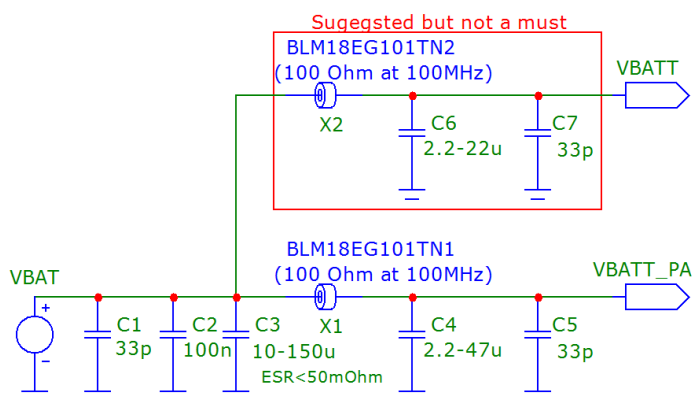 Sugegsted but not a must
BLM18EG101TN2
(100 Ohm at 100MHz)
VBATT
X2
C6
2.2-22u
C7
33p
BLM18EG101TN1
(100 Ohm at 100MHz)
VBAT
VBATT_PA
+
-
C1
33p
C2
100n
C3
10-150u
ESR<50mOhm
X1
C4
2.2-47u
C5
33p